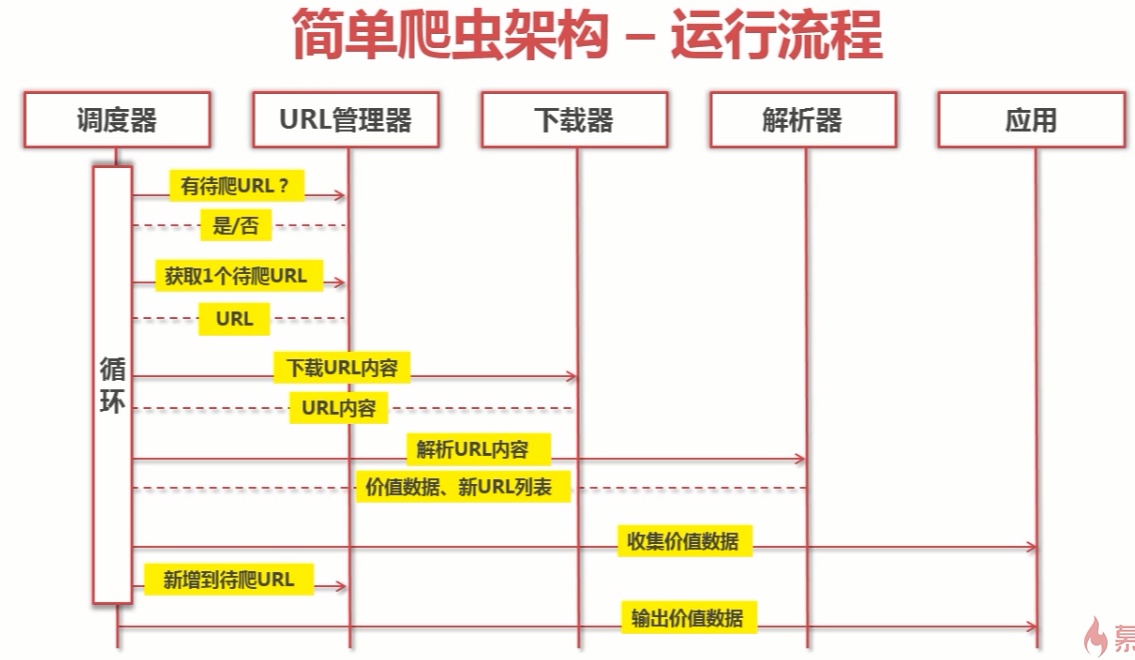 简单爬虫架构 – 运行流程
调度器
URL管理器
下载器
解析器
应用
有待爬URL？
是/否
获取1个待爬URL
URL
循
环
下载URL内容
URL内容
解析URL内容
价值数据、新URL列表
收集价值数据
新增到待爬URL
输出价值数据